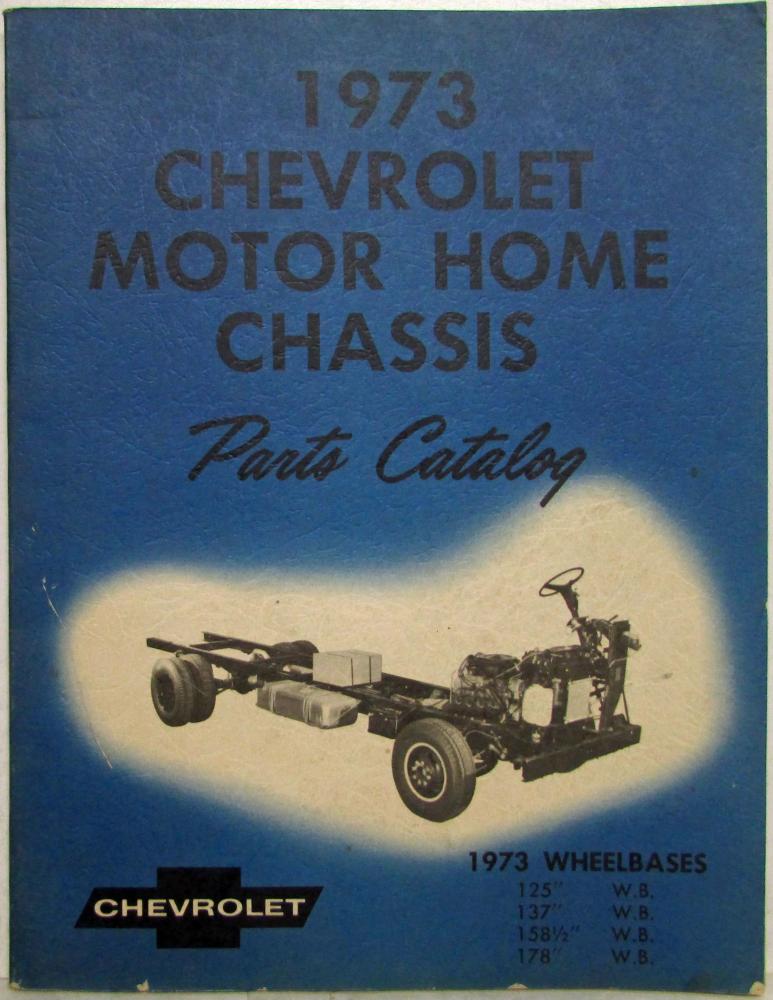 1973
CHEVROLET
MOTOR HOME
CHASSIS
Parts Catalog
CHEVROLET
1973 WHEELBASES
125" W.B.
137" W.B.
158½" W.B.
178" W.B.